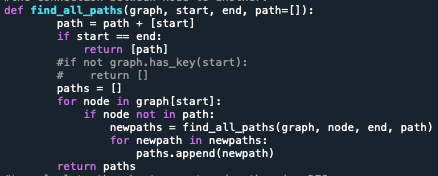 def find_all_paths(graph, start, end, path=[]):
        path = path + [start]
        if start == end:
            return [path]
        #if not graph.has_key(start):
        #    return []
        paths = []
        for node in graph[start]:
            if node not in path:
                newpaths = find_all_paths(graph, node, end, path)
                for newpath in newpaths:
                    paths.append(newpath)
        return paths